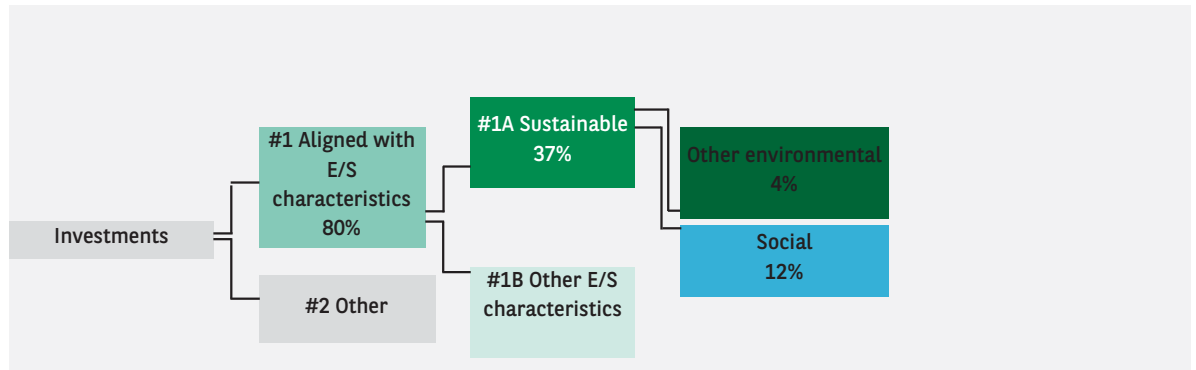 #1A Sustainable
37%
#1 Aligned with
E/S
characteristics
80%
Other environmental
4%
Investments
Social
12%
#2 Other
#1B Other E/S
characteristics